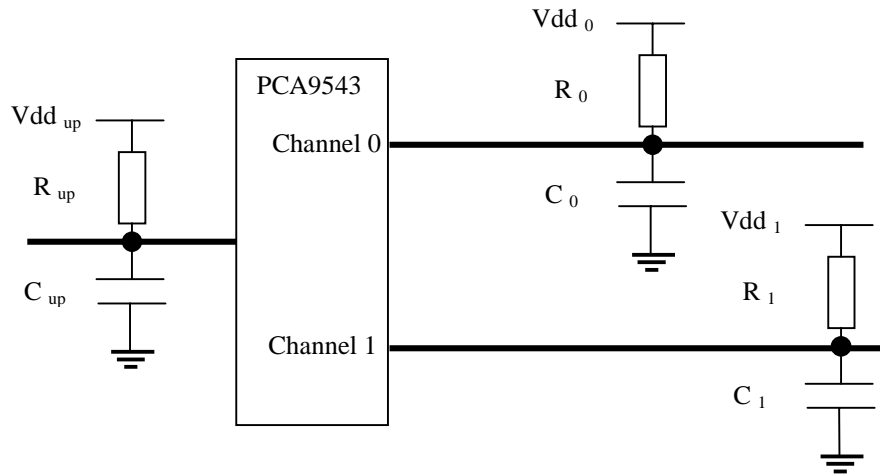 Vdd 0
PCA9543
R 0
Vdd up
Channel 0
R up
C 0
Vdd 1
C up
R 1
Channel 1
C 1